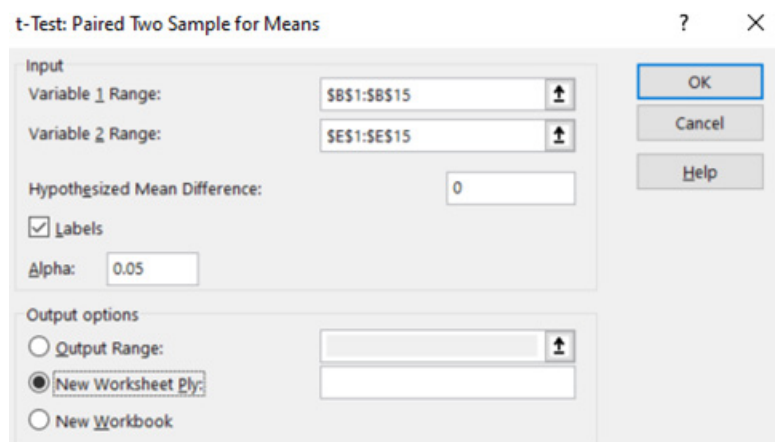 t-Test: Paired Two Sample for Means ? ×
Input
Variable 1 Range: $B$1:$B$15
Variable 2 Range: $E$1:$E$15
Hypothesized Mean Difference: 0
Labels
Alpha: 0.05
OK
Cancel
Help
Output options
Output Range:
New Worksheet Ply:
New Workbook